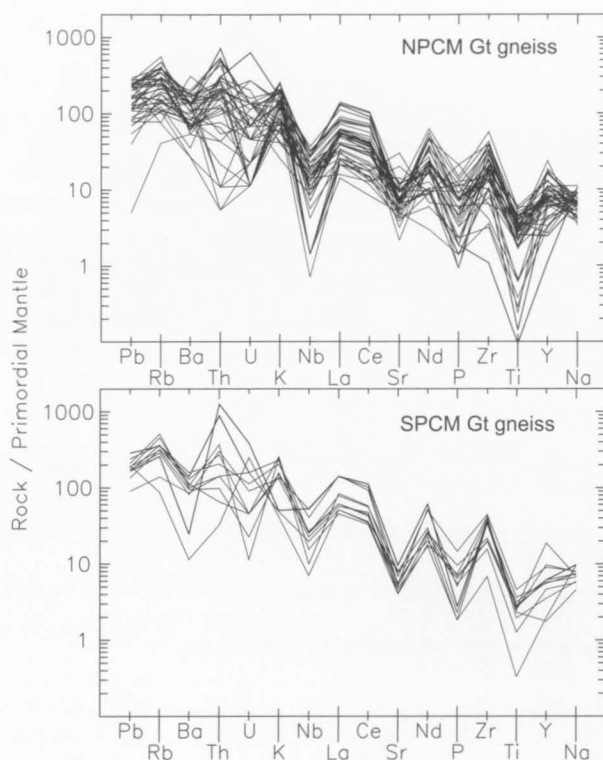 1000
NPCM Gt gneiss
100
10
1
Pb Ba U Nb Ce Nd Zr Y
Rb Th K La Sr P Ti Na
Rock / Primordial Mantle
1000
SPCM Gt gneiss
100
10
1
Pb Ba U Nb Ce Nd Zr Y
Rb Th K La Sr P Ti Na